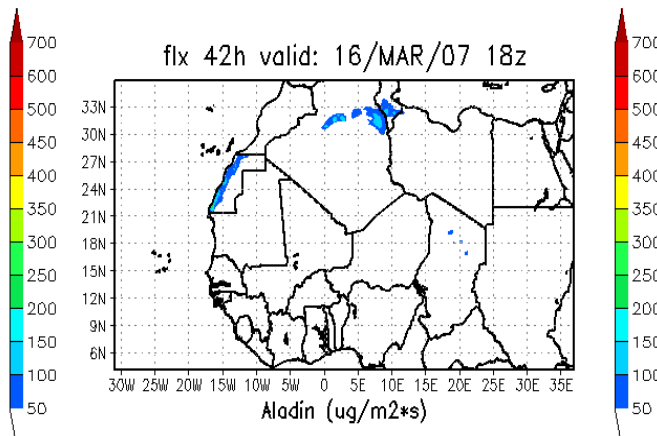 flx 42h valid: 16/MAR/07 18z
700
600
500
450
400
350
300
250
200
150
100
50
33N
30N
27N
24N
21N
18N
15N
12N
9N
6N
30W 25W 20W 15W 10W 5W 0 5E 10E 15E 20E 25E 30E 35E
Aladin (ug/m2*s)
700
600
500
450
400
350
300
250
200
150
100
50